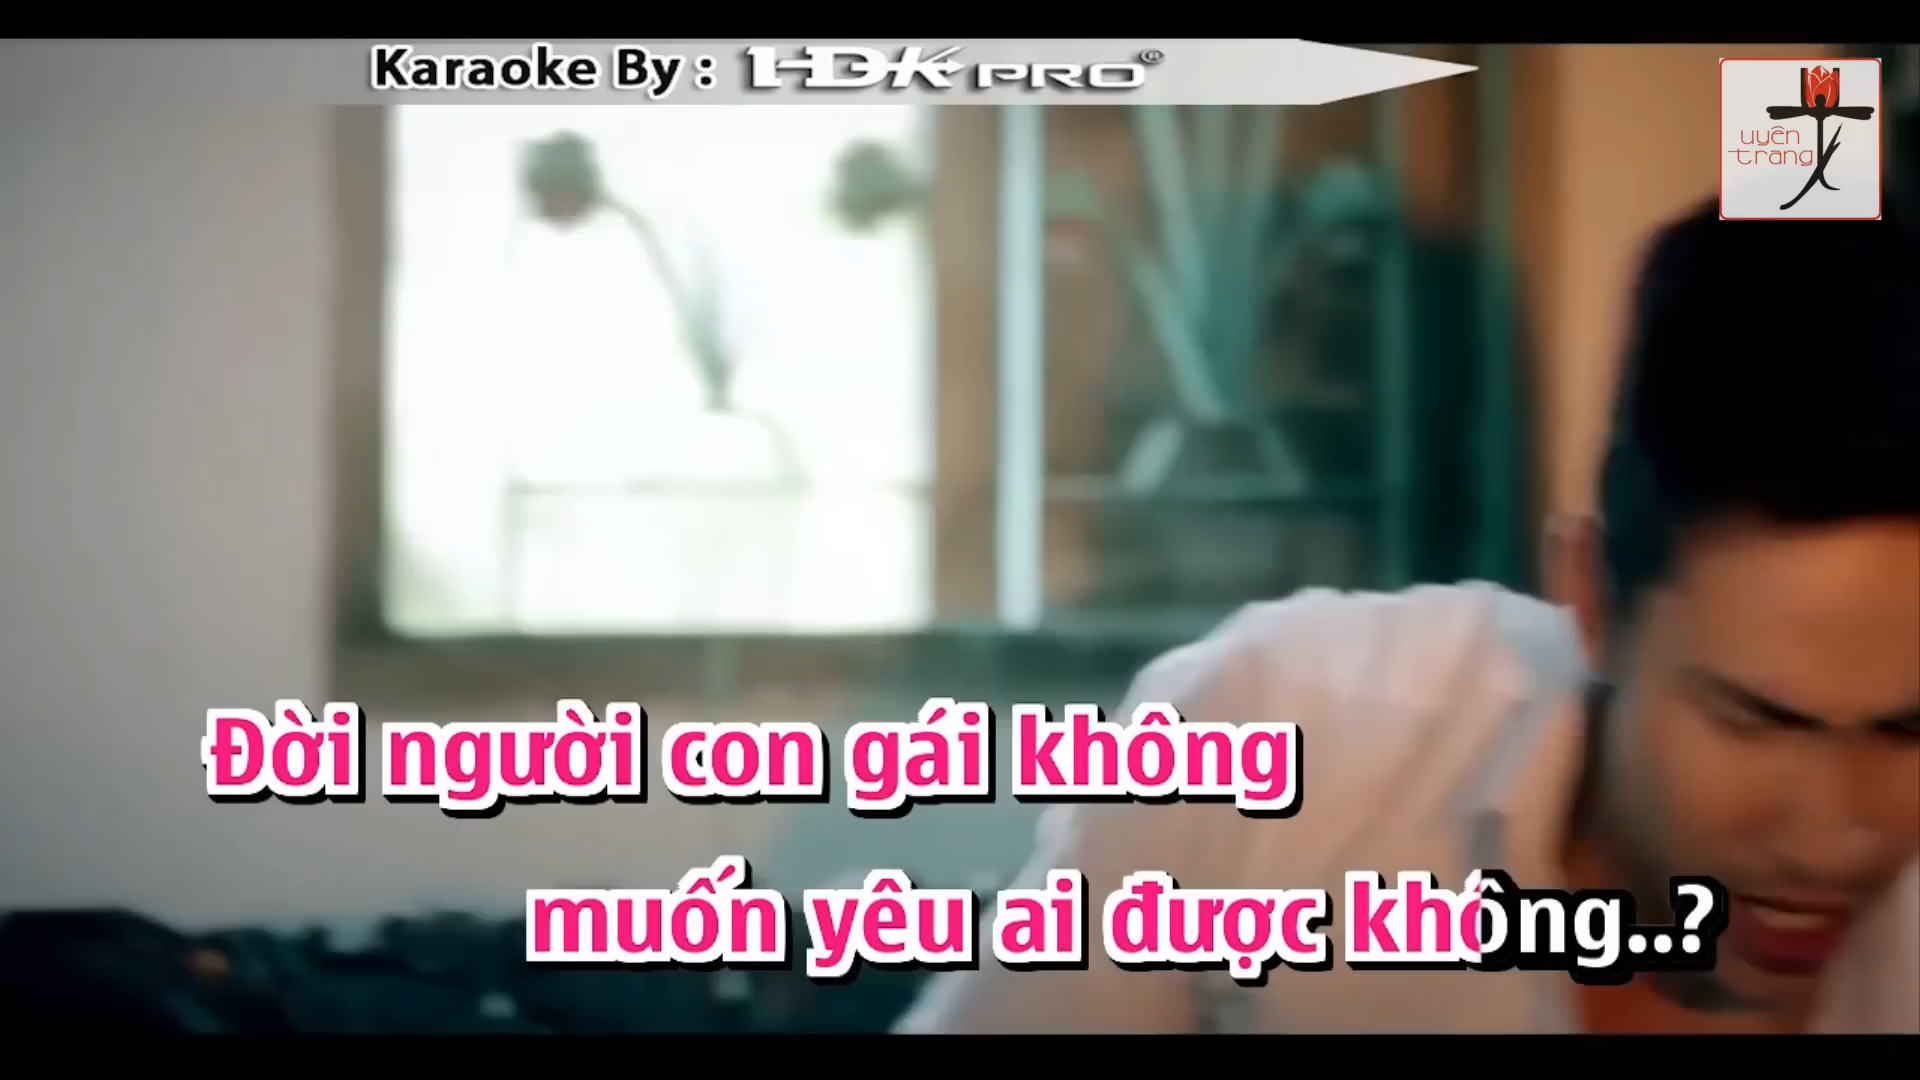 Karaoke By : HDK PRO®
uyên
trang
Đời người con gái không
muốn yêu ai được không..?